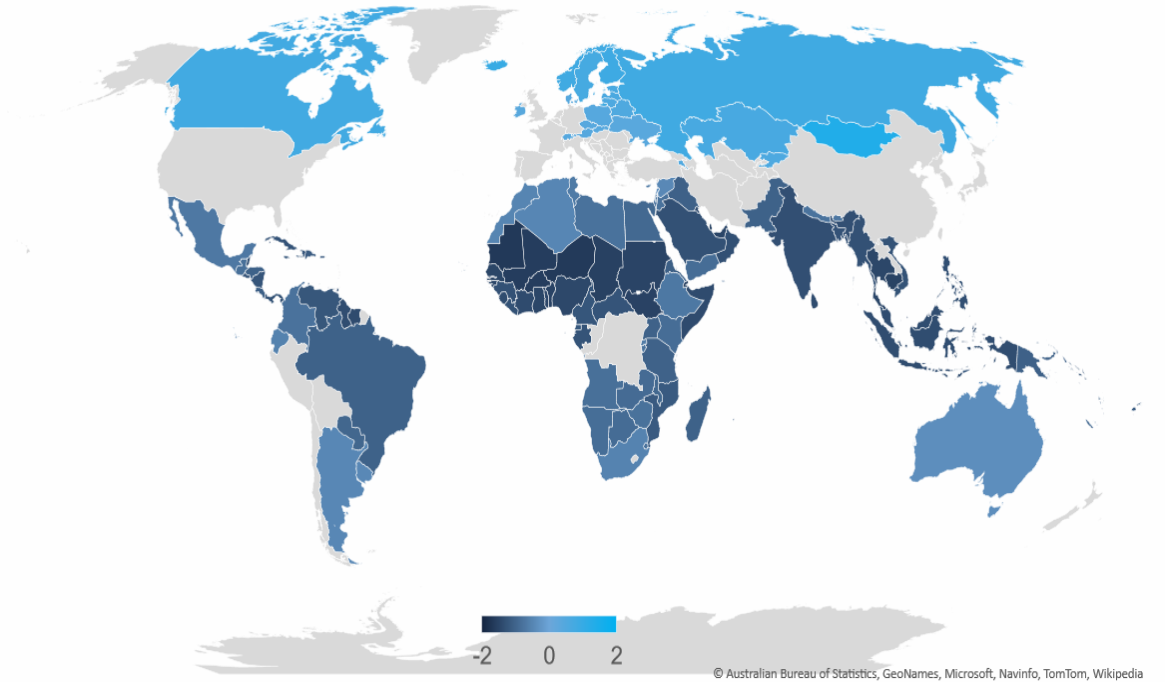 -2 0 2
© Australian Bureau of Statistics, GeoNames, Microsoft, Navinfo, TomTom, Wikipedia